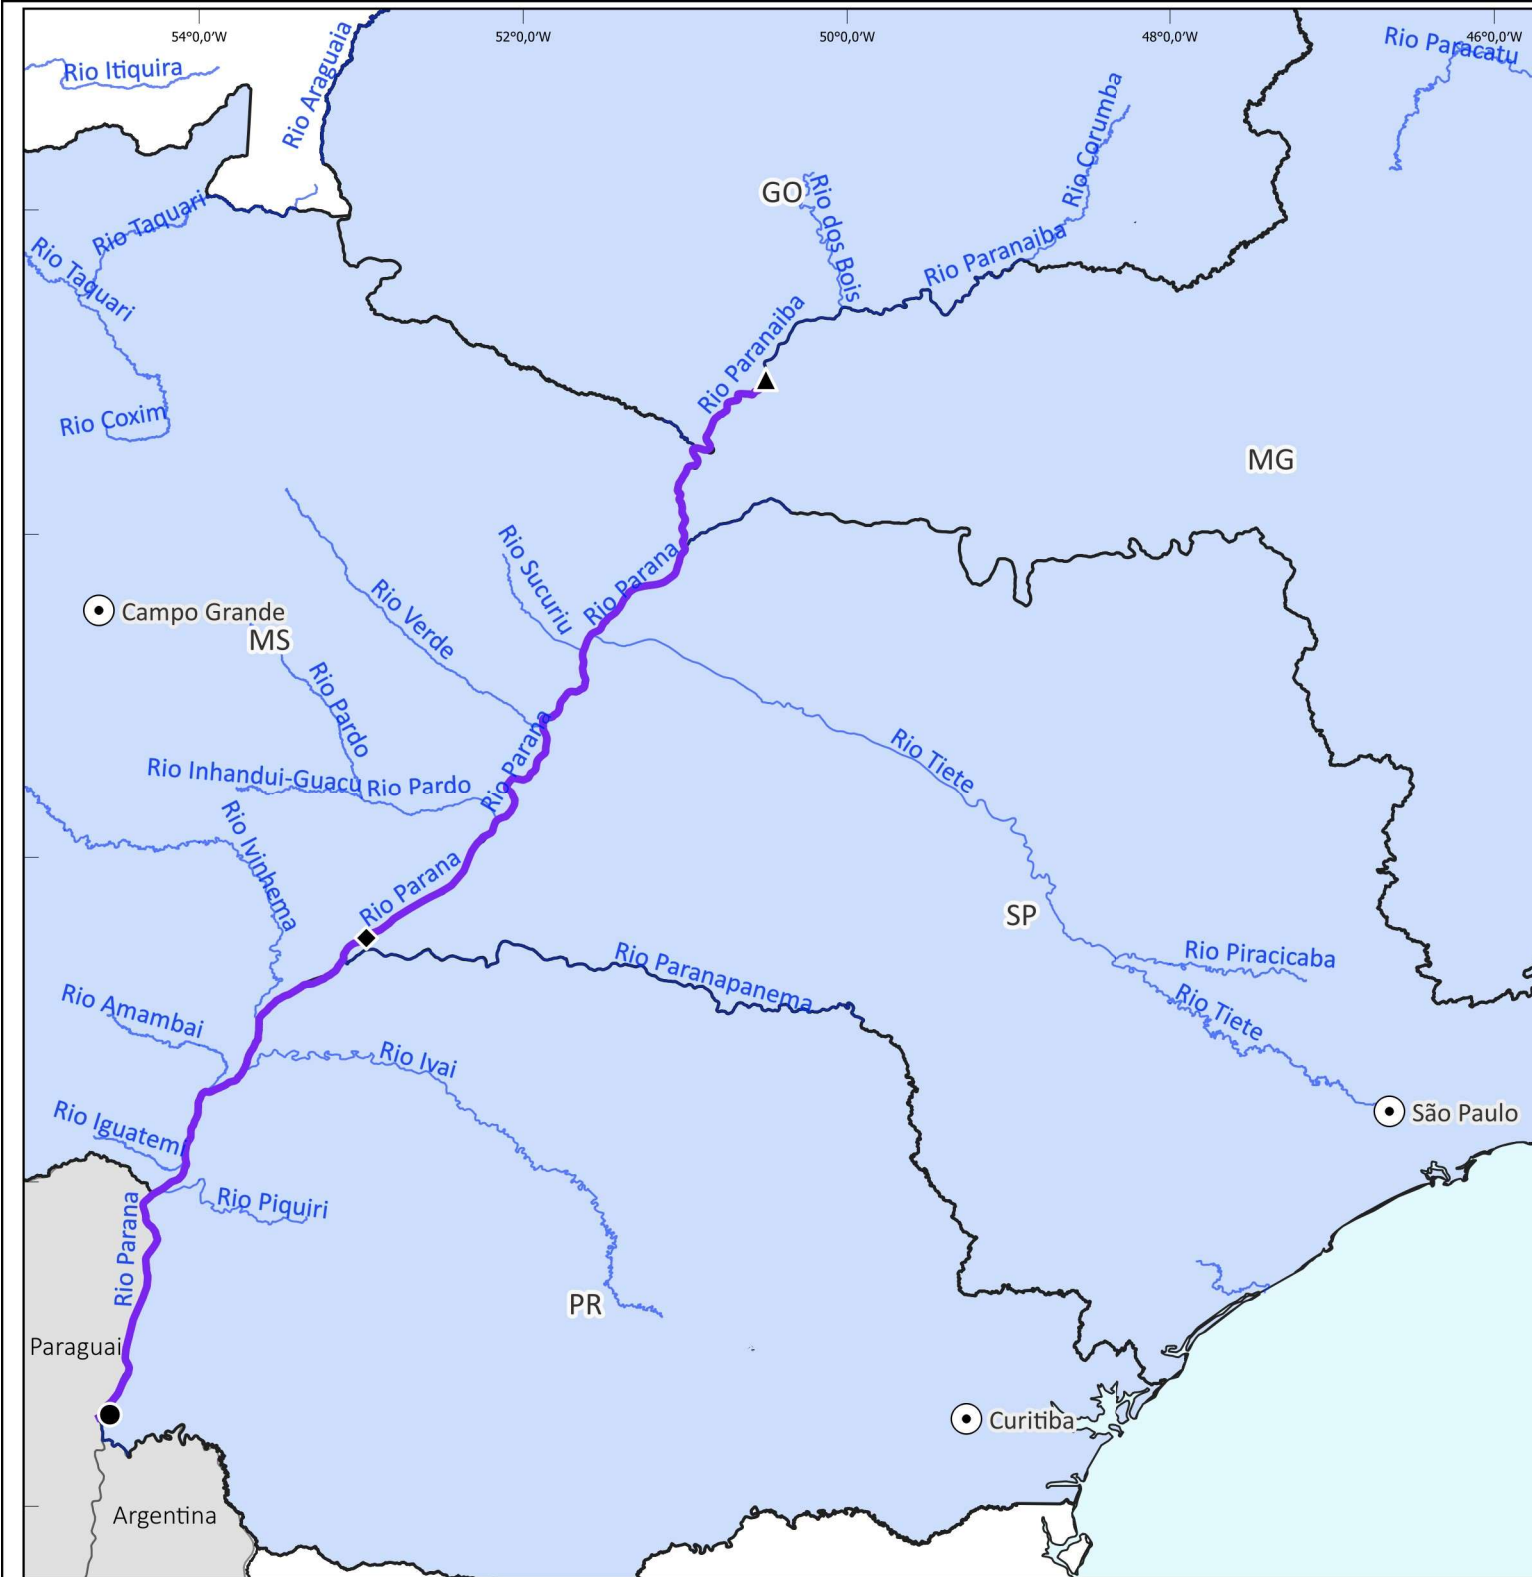 54°0,0'W
52°0,0'W
50°0,0'W
48°0,0'W
46°0,0'W
Rio Itiquira
Rio Araguaia
Rio Paracatu
Rio Corumba
GO
Rio dos Bois
Rio Taquari
Rio Taquari
Rio Paranaiba
Rio Paranaiba
Rio Coxim
MG
Rio Sucuriu
Rio Parana
Rio Verde
Campo Grande
MS
Rio Pardo
Rio Parana
Rio Tiete
Rio Inhandui-Guacu
Rio Pardo
Rio Ivinhema
Rio Parana
SP
Rio Paranapanema
Rio Piracicaba
Rio Tiete
Rio Amambai
Rio Ivai
São Paulo
Rio Iguatemi
Rio Piquiri
Rio Parana
PR
Paraguai
Curitiba
Argentina